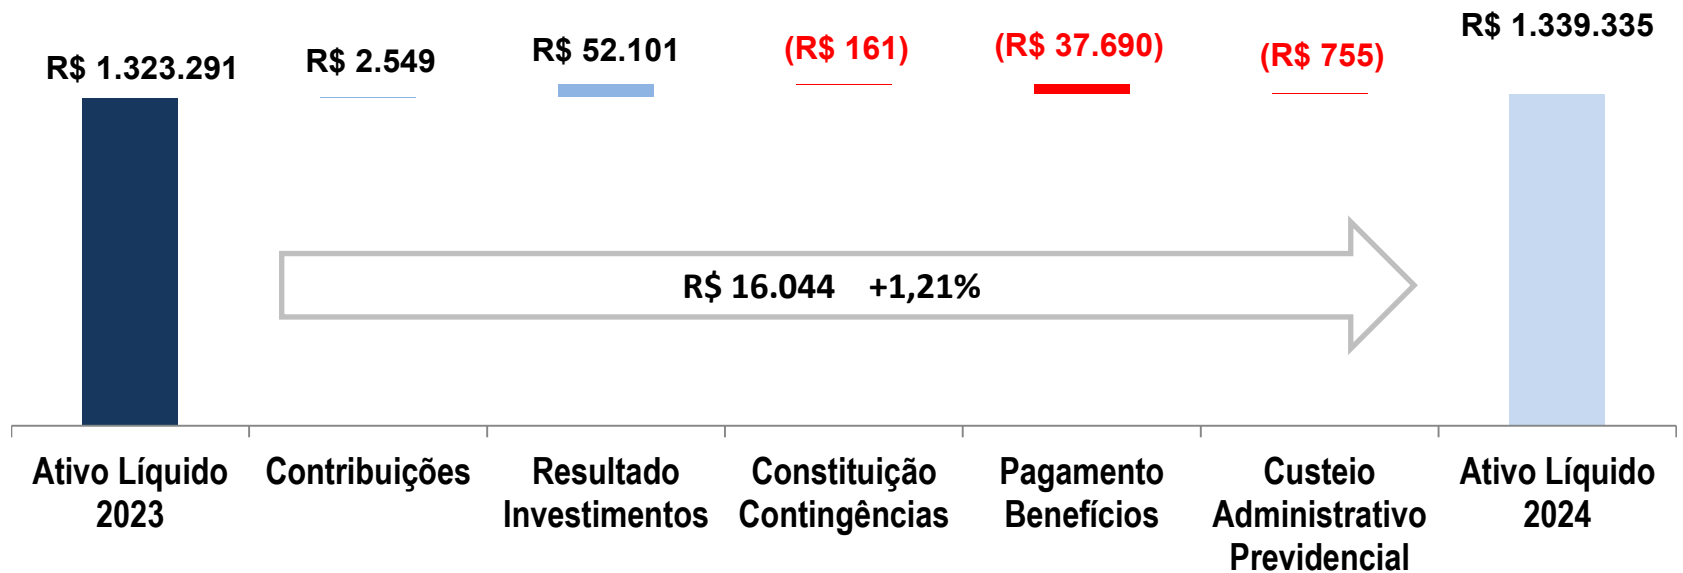 R$ 1.323.291
R$ 2.549
R$ 52.101
(R$ 161)
(R$ 37.690)
(R$ 755)
R$ 1.339.335
R$ 16.044 +1,21%
Ativo Líquido
2023
Contribuições
Resultado
Investimentos
Constituição
Contingências
Pagamento
Benefícios
Custeio
Administrativo
Previdencial
Ativo Líquido
2024